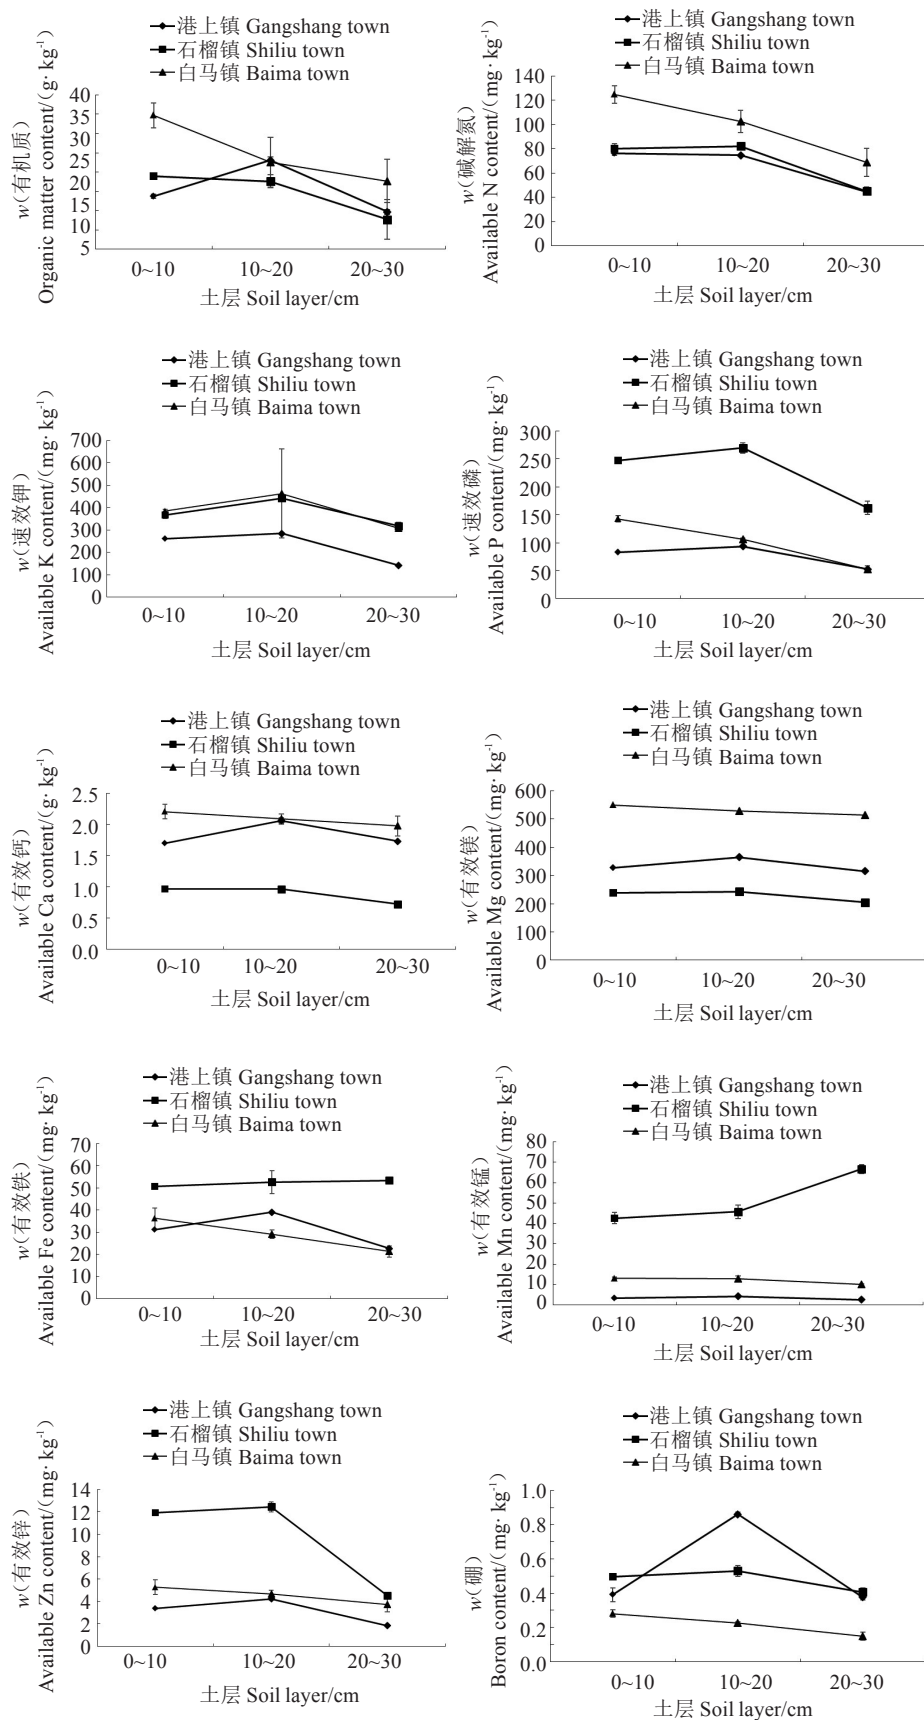 港上镇 Gangshang town
石榴镇 Shiliu town
白马镇 Baima town
w(有机质)
Organic matter content/(g· kg-1)
40
35
30
25
20
15
10
5
0~10 10~20 20~30
土层 Soil layer/cm
港上镇 Gangshang town
石榴镇 Shiliu town
白马镇 Baima town
w(碱解氮)
Available N content/(mg· kg-1)
140
120
100
80
60
40
20
0
0~10 10~20 20~30
土层 Soil layer/cm
港上镇 Gangshang town
石榴镇 Shiliu town
白马镇 Baima town
w(速效钾)
Available K content/(mg· kg-1)
700
600
500
400
300
200
100
0
0~10 10~20 20~30
土层 Soil layer/cm
港上镇 Gangshang town
石榴镇 Shiliu town
白马镇 Baima town
w(速效磷)
Available P content/(mg· kg-1)
300
250
200
150
100
50
0
0~10 10~20 20~30
土层 Soil layer/cm
港上镇 Gangshang town
石榴镇 Shiliu town
白马镇 Baima town
w(有效钙)
Available Ca content/(g· kg-1)
2.5
2.0
1.5
1.0
0.5
0.0
0~10 10~20 20~30
土层 Soil layer/cm
港上镇 Gangshang town
石榴镇 Shiliu town
白马镇 Baima town
w(有效镁)
Available Mg content/(mg· kg-1)
600
500
400
300
200
100
0
0~10 10~20 20~30
土层 Soil layer/cm
港上镇 Gangshang town
石榴镇 Shiliu town
白马镇 Baima town
w(有效铁)
Available Fe content/(mg· kg-1)
70
60
50
40
30
20
10
0
0~10 10~20 20~30
土层 Soil layer/cm
港上镇 Gangshang town
石榴镇 Shiliu town
白马镇 Baima town
w(有效锰)
Available Mn content/(mg· kg-1)
80
70
60
50
40
30
20
10
0
0~10 10~20 20~30
土层 Soil layer/cm
港上镇 Gangshang town
石榴镇 Shiliu town
白马镇 Baima town
w(有效锌)
Available Zn content/(mg· kg-1)
14
12
10
8
6
4
2
0
0~10 10~20 20~30
土层 Soil layer/cm
港上镇 Gangshang town
石榴镇 Shiliu town
白马镇 Baima town
w(硼)
Boron content/(mg· kg-1)
1.0
0.8
0.6
0.4
0.2
0.0
0~10 10~20 20~30
土层 Soil layer/cm